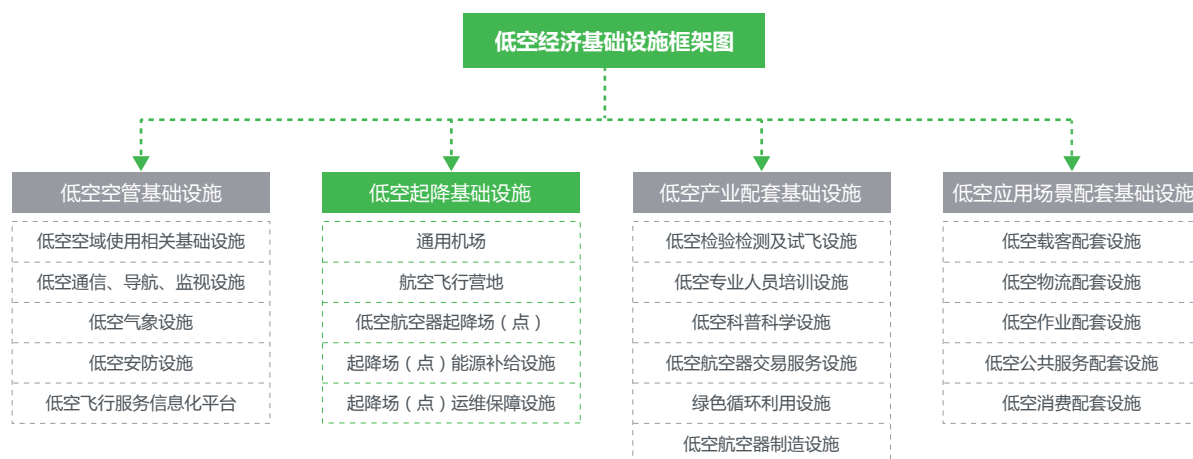 低空经济基础设施框架图
低空空管基础设施
低空空域使用相关基础设施
低空通信、导航、监视设施
低空气象设施
低空安防设施
低空飞行服务信息化平台
低空起降基础设施
通用机场
航空飞行营地
低空航空器起降场（点）
起降场（点）能源补给设施
起降场（点）运维保障设施
低空产业配套基础设施
低空检验检测及试飞设施
低空专业人员培训设施
低空科普科学设施
低空航空器交易服务设施
绿色循环利用设施
低空航空器制造设施
低空应用场景配套基础设施
低空载客配套设施
低空物流配套设施
低空作业配套设施
低空公共服务配套设施
低空消费配套设施